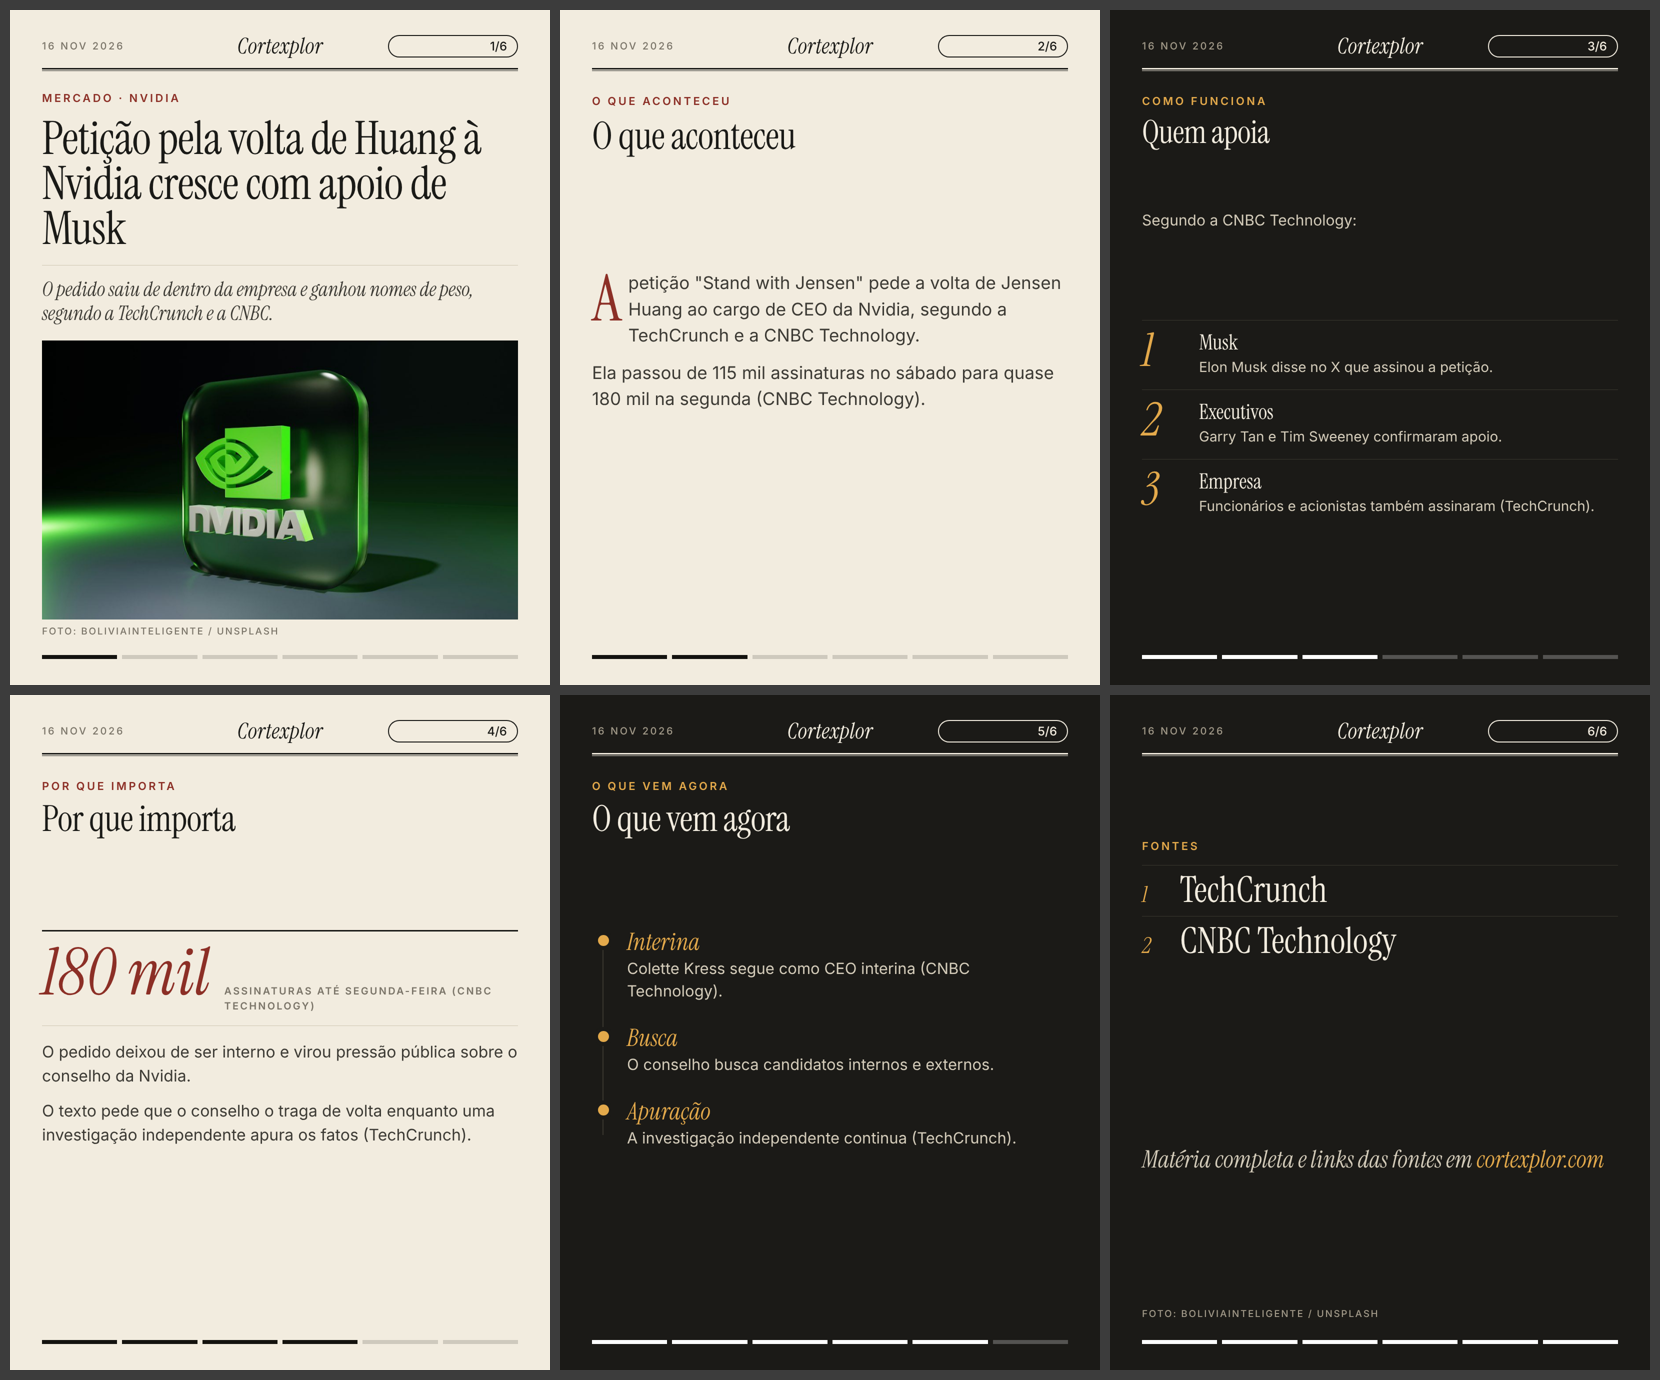 16 NOV 2026
Cortexplor
1/6
MERCADO · NVIDIA
Petição pela volta de Huang à
Nvidia cresce com apoio de
Musk
O pedido saiu de dentro da empresa e ganhou nomes de peso,
segundo a TechCrunch e a CNBC.
NVIDIA
FOTO: BOLIVIAINTELIGENTE / UNSPLASH
16 NOV 2026
Cortexplor
2/6
O QUE ACONTECEU
O que aconteceu
A petição "Stand with Jensen" pede a volta de Jensen
Huang ao cargo de CEO da Nvidia, segundo a
TechCrunch e a CNBC Technology.
Ela passou de 115 mil assinaturas no sábado para quase
180 mil na segunda (CNBC Technology).
16 NOV 2026
Cortexplor
3/6
COMO FUNCIONA
Quem apoia
Segundo a CNBC Technology:
1
Musk
Elon Musk disse no X que assinou a petição.
2
Executivos
Garry Tan e Tim Sweeney confirmaram apoio.
3
Empresa
Funcionários e acionistas também assinaram (TechCrunch).
16 NOV 2026
Cortexplor
4/6
POR QUE IMPORTA
Por que importa
180 mil
ASSINATURAS ATÉ SEGUNDA-FEIRA (CNBC
TECHNOLOGY)
O pedido deixou de ser interno e virou pressão pública sobre o
conselho da Nvidia.
O texto pede que o conselho o traga de volta enquanto uma
investigação independente apura os fatos (TechCrunch).
16 NOV 2026
Cortexplor
5/6
O QUE VEM AGORA
O que vem agora
Interina
Colette Kress segue como CEO interina (CNBC
Technology).
Busca
O conselho busca candidatos internos e externos.
Apuração
A investigação independente continua (TechCrunch).
16 NOV 2026
Cortexplor
6/6
FONTES
1
TechCrunch
2
CNBC Technology
Matéria completa e links das fontes em cortexplor.com
FOTO: BOLIVIAINTELIGENTE / UNSPLASH